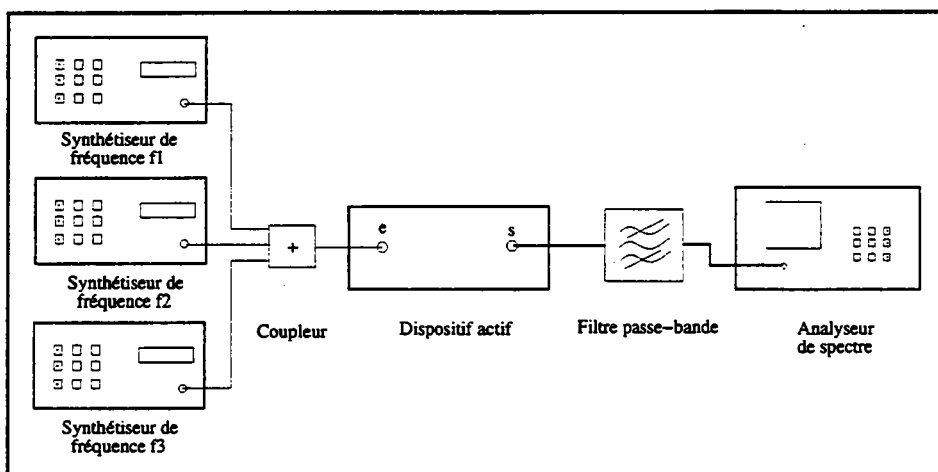 Synthétiseur de
fréquence f1
Synthétiseur de
fréquence f2
Synthétiseur de
fréquence f3
+
Coupleur
e
s
Dispositif actif
Filtre passe-bande
Analyseur
de spectre